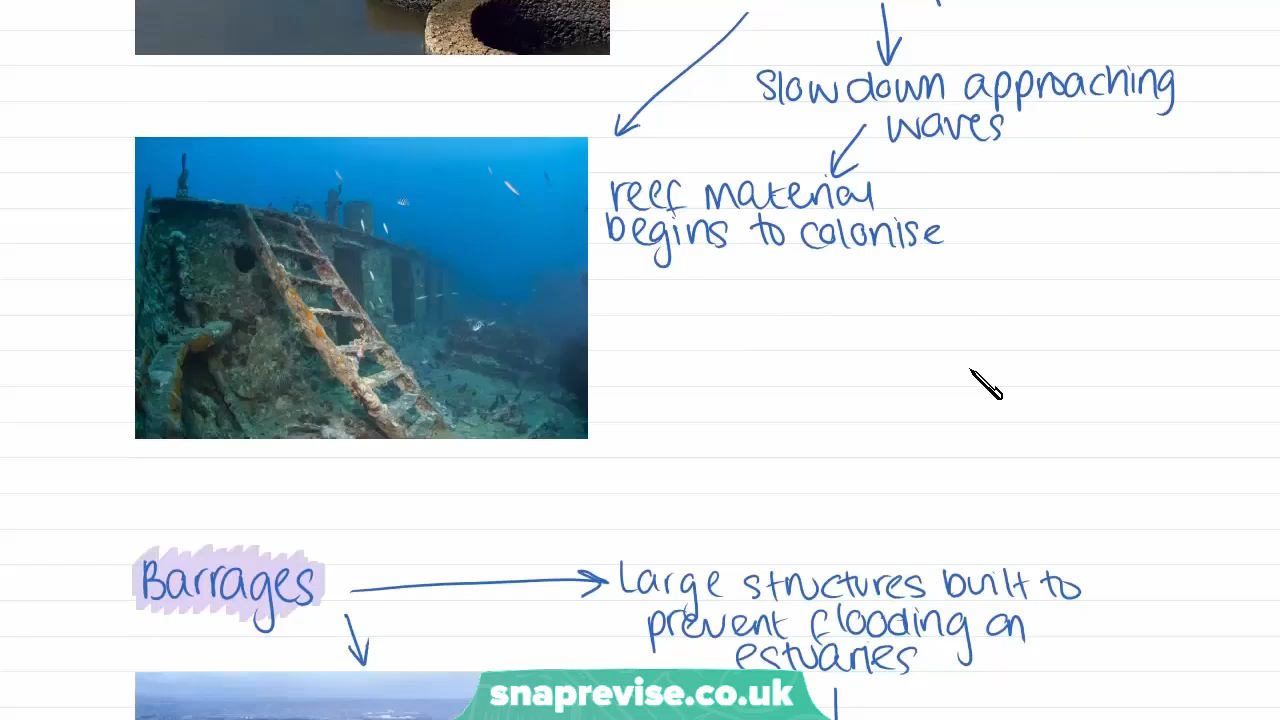 Slow down approaching
waves
reef material
begins to colonise
Barrages
Large structures built to
prevent flooding on
estuaries
snaprevise.co.uk